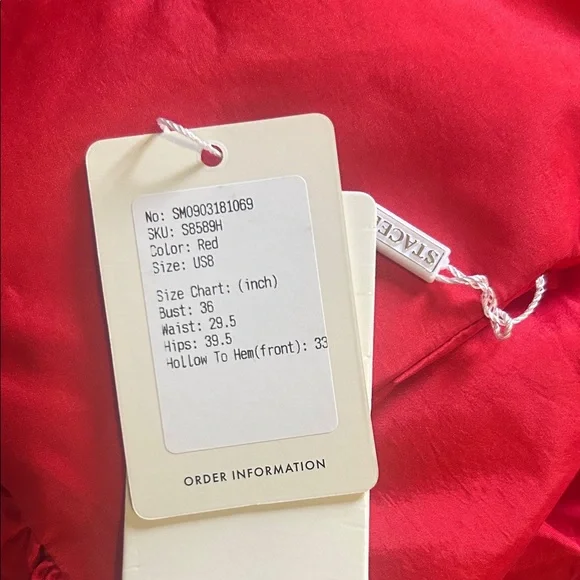 No: SM0903181069
SKU: S8589H
Color: Red
Size: US8
Size Chart: (inch)
Bust: 36
Waist: 29.5
Hips: 39.5
Hollow To Hem(front): 33
ORDER INFORMATION